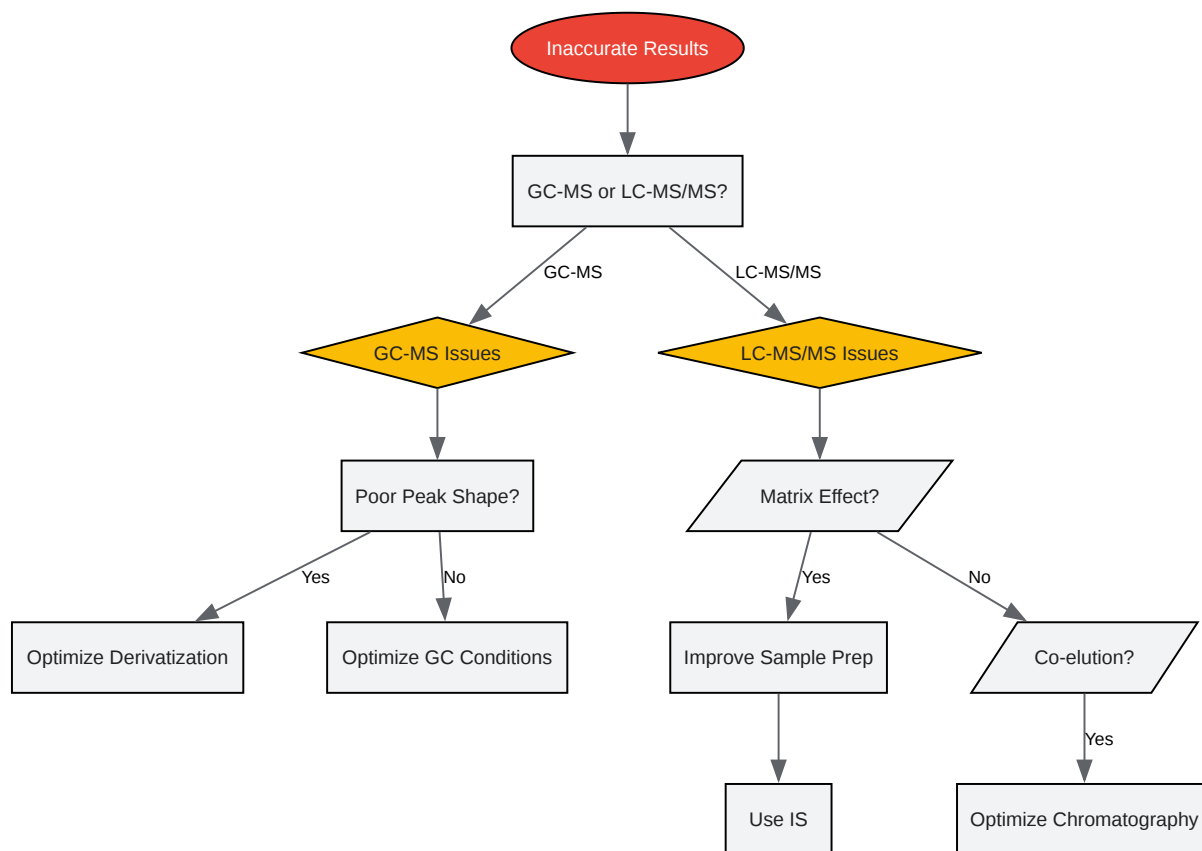 Inaccurate Results
GC-MS or LC-MS/MS?
GC-MS
LC-MS/MS
GC-MS Issues
LC-MS/MS Issues
Poor Peak Shape?
Matrix Effect?
Yes
No
Yes
No
Optimize Derivatization
Optimize GC Conditions
Improve Sample Prep
Co-elution?
Yes
Use IS
Optimize Chromatography